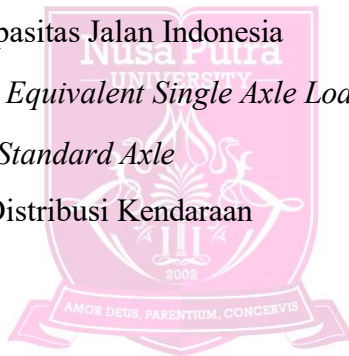 pasitas Jalan Indonesia
Nusa Putra
UNIVERSITY
Equivalent Single Axle Loa
Standard Axle
Distribusi Kendaraan
2002
AMOR DEUS, PARENTIUM, CONCERVIS